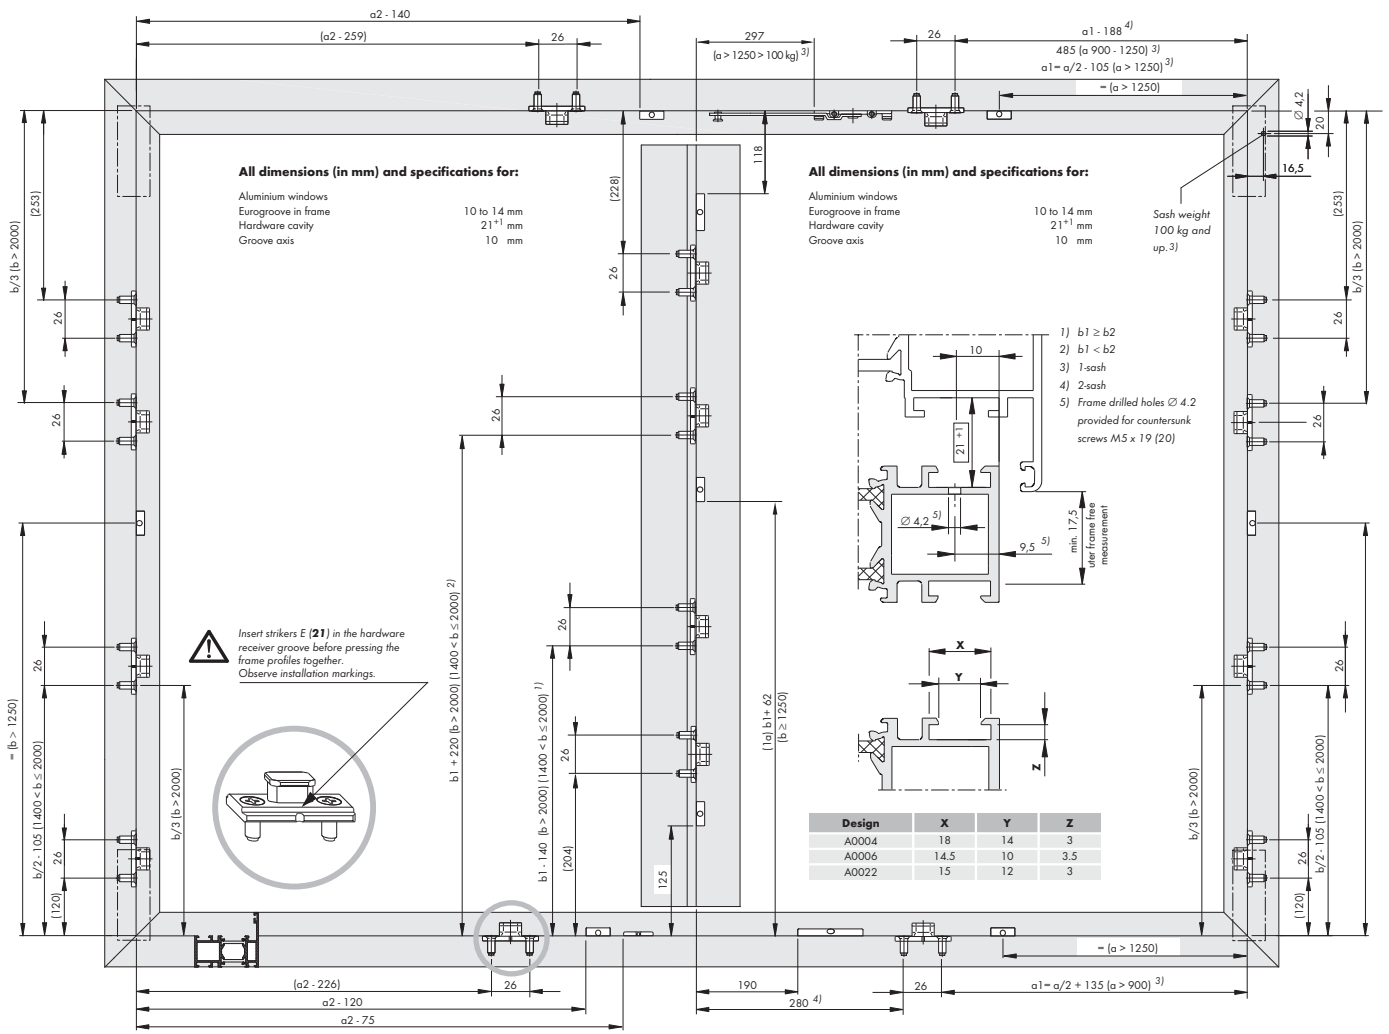 a2 - 140
(a2 - 259)
26
297
(a > 1250 > 100 kg) 3)
26
a1 - 188 4)
485 (a 900 - 1250) 3)
a1= a/2 - 105 (a > 1250) 3)
= (a > 1250)
Ø 4,2
20
16,5
118
(228)
26
(253)
b/3 (b > 2000)
26
26
All dimensions (in mm) and specifications for:
Aluminium windows
Eurogroove in frame 10 to 14 mm
Hardware cavity 21+1 mm
Groove axis 10 mm
All dimensions (in mm) and specifications for:
Aluminium windows
Eurogroove in frame 10 to 14 mm
Hardware cavity 21+1 mm
Groove axis 10 mm
Sash weight
100 kg and
up. 3)
(253)
b/3 (b > 2000)
26
26
1) b1 ≥ b2
2) b1 < b2
3) 1-sash
4) 2-sash
5) Frame drilled holes Ø 4.2
provided for countersunk
screws M5 x 19 (20)
10
21 +1
Ø 4,2 5)
9,5 5)
min. 17,5
uter frame free
measurement
26
b1 + 220 (b > 2000) (1400 < b ≤ 2000) 2)
26
b1 - 140 (b > 2000) (1400 < b ≤ 2000) 1)
26
(204)
(1a) b1+ 62
(b ≥ 1250)
125
Insert strikers E (21) in the hardware
receiver groove before pressing the
frame profiles together.
Observe installation markings.
= (b > 1250)
26
b/2 - 105 (1400 < b ≤ 2000)
b/3 (b > 2000)
26
(120)
X
Y
Z
Design X Y Z
A0004 18 14 3
A0006 14.5 10 3.5
A0022 15 12 3
26
b/3 (b > 2000)
b/2 - 105 (1400 < b ≤ 2000)
26
(120)
= (a > 1250)
(a2 - 226)
26
a2 - 120
a2 - 75
190
280 4)
26
a1= a/2 + 135 (a > 900) 3)